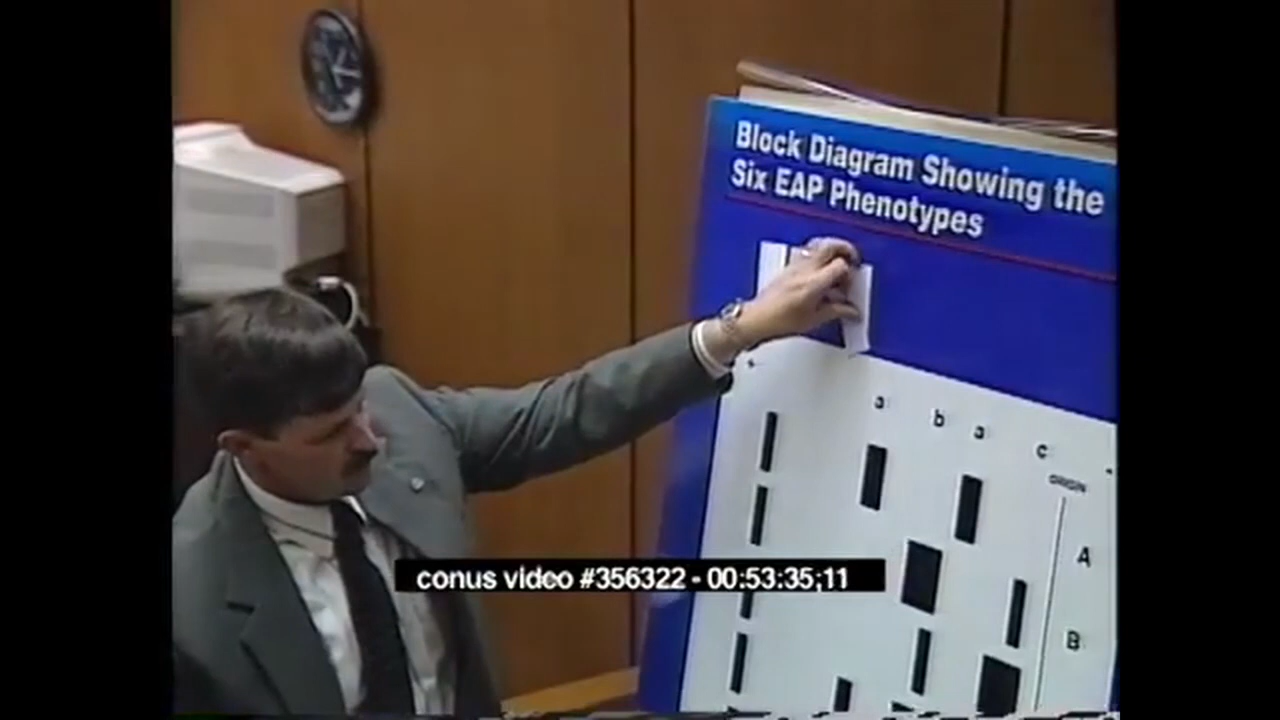 Block Diagram Showing the
Six EAP Phenotypes
a
b
a
c
ORIGIN
A
B
conus video #356322 - 00:53:35;11